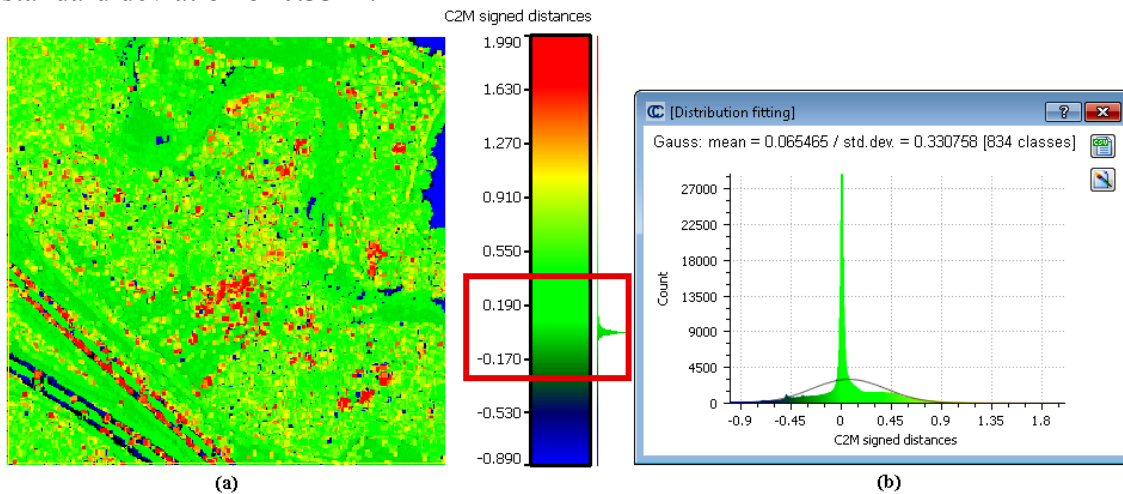 C2M signed distances
1.990
1.630
1.270
0.910
0.550
0.190
-0.170
-0.530
-0.890
(a)
[Distribution fitting]
Gauss: mean = 0.065465 / std.dev. = 0.330758 [834 classes]
27000
22500
18000
13500
9000
4500
0
Count
-0.9 -0.45 0 0.45 0.9 1.35 1.8
C2M signed distances
(b)